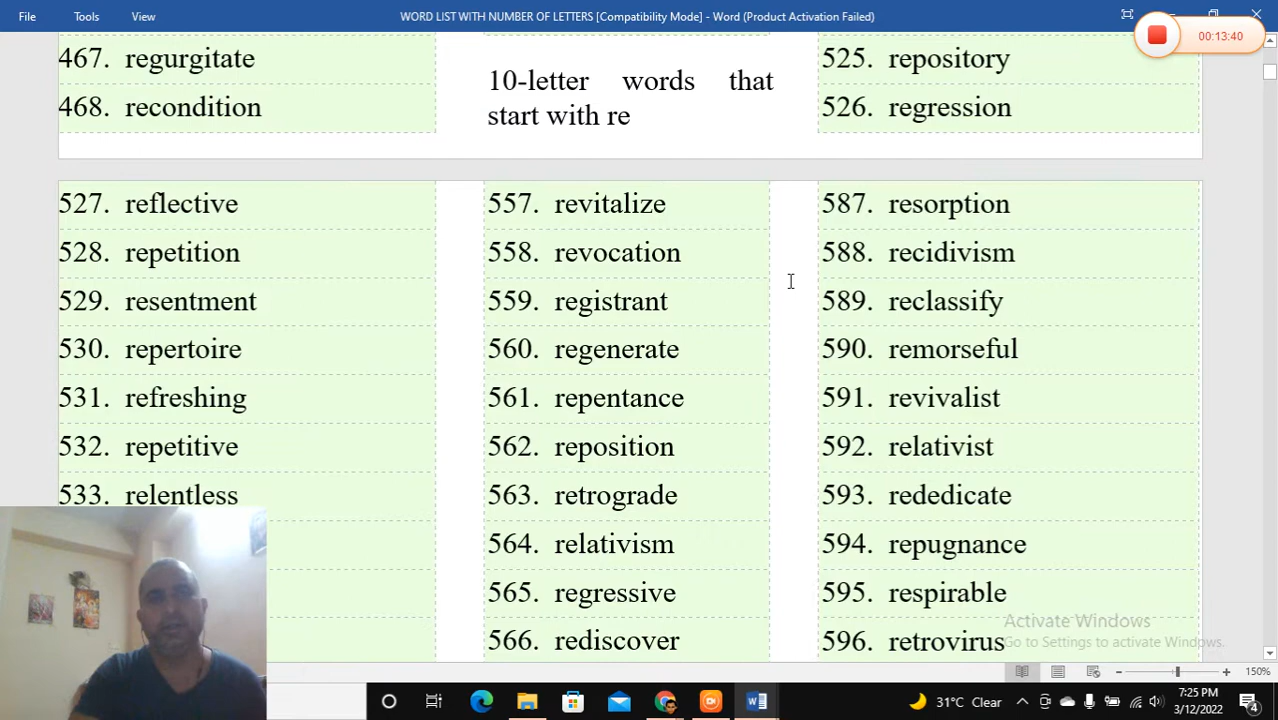 File Tools View WORD LIST WITH NUMBER OF LETTERS [Compatibility Mode] - Word (Product Activation Failed)
00:13:40
467. regurgitate
468. recondition
10-letter words that
start with re
525. repository
526. regression
527. reflective
528. repetition
529. resentment
530. repertoire
531. refreshing
532. repetitive
533. relentless
557. revitalize
558. revocation
559. registrant
560. regenerate
561. repentance
562. reposition
563. retrograde
564. relativism
565. regressive
566. rediscover
587. resorption
588. recidivism
589. reclassify
590. remorseful
591. revivalist
592. relativist
593. rededicate
594. repugnance
595. respirable
596. retrovirus
Activate Windows
Go to Settings to activate Windows.
150%
31°C Clear
7:25 PM
3/12/2022
4